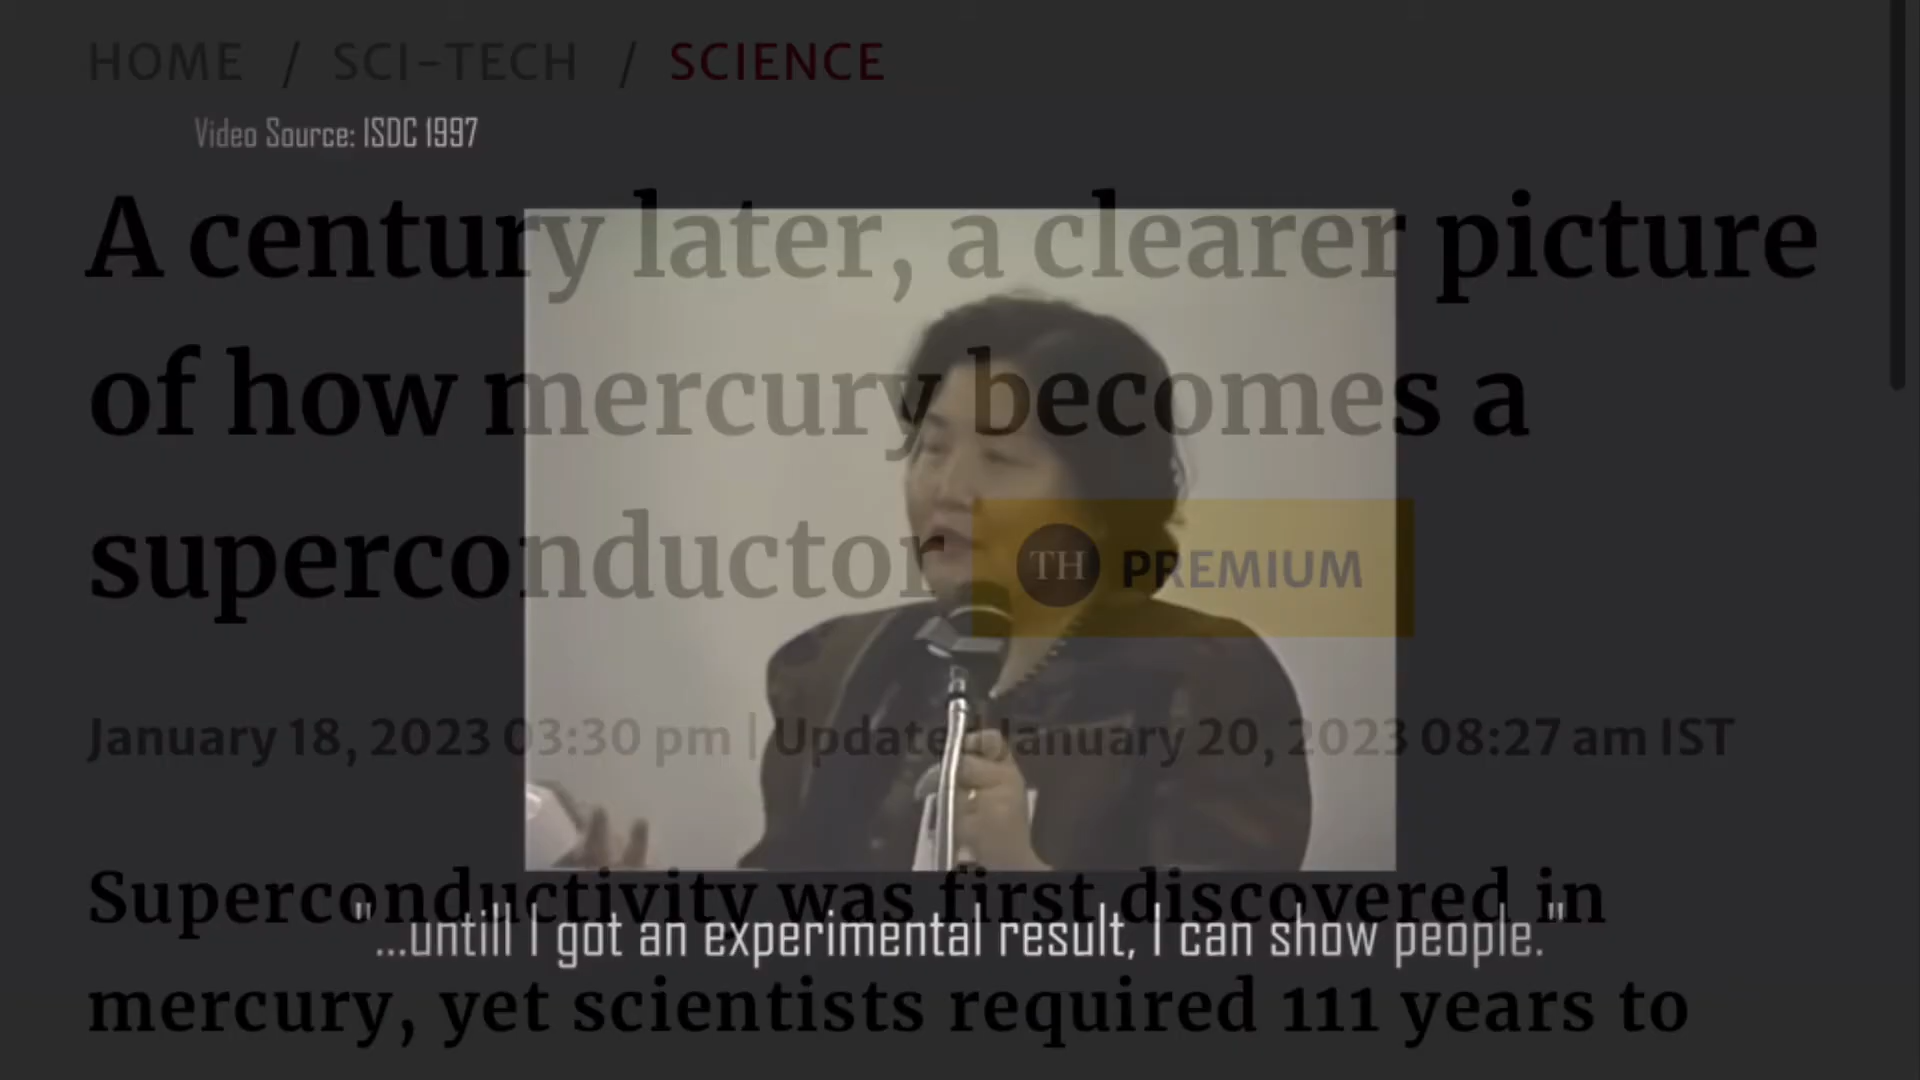 HOME / SCI-TECH / SCIENCE
Video Source: ISDC 1997
A century later, a clearer picture
of how mercury becomes a
superconductor TH PREMIUM
January 18, 2023 03:30 pm | Updated January 20, 2023 08:27 am IST
Superconductivity was first discovered in
"...untill I got an experimental result, I can show people."
mercury, yet scientists required 111 years to